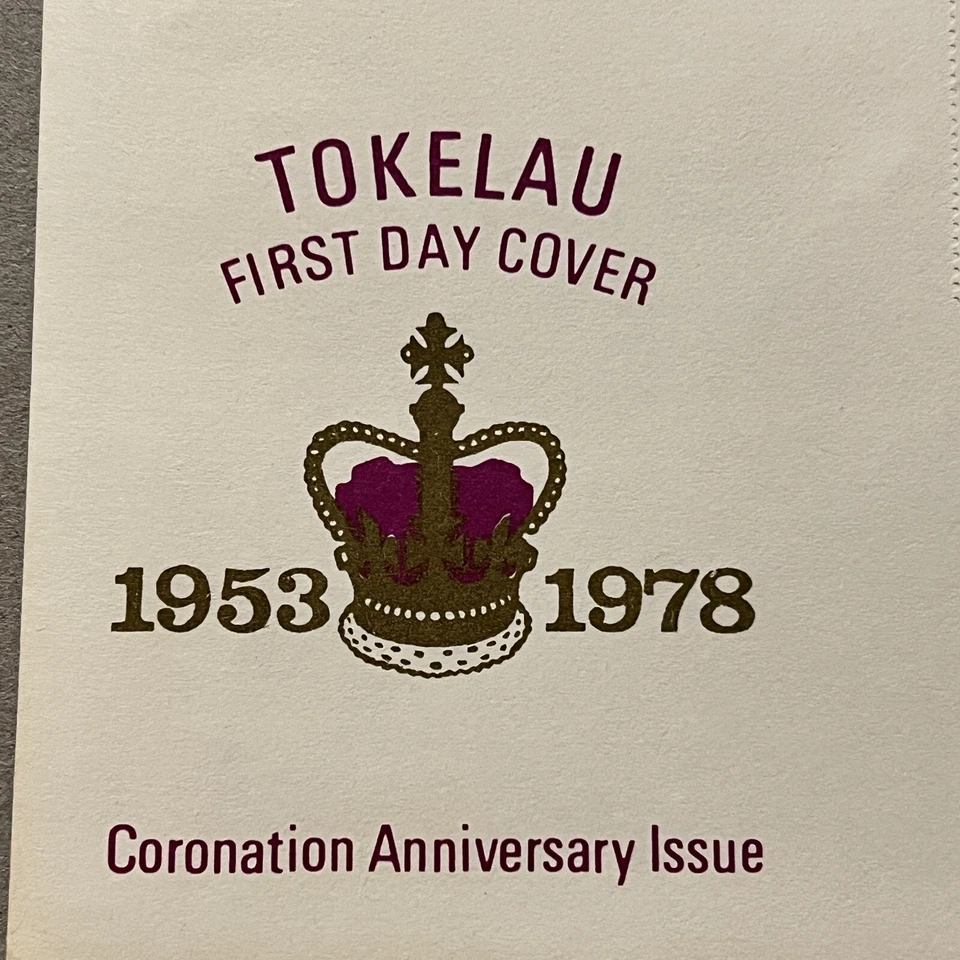 TOKELAU
FIRST DAY COVER
1953 1978
Coronation Anniversary Issue